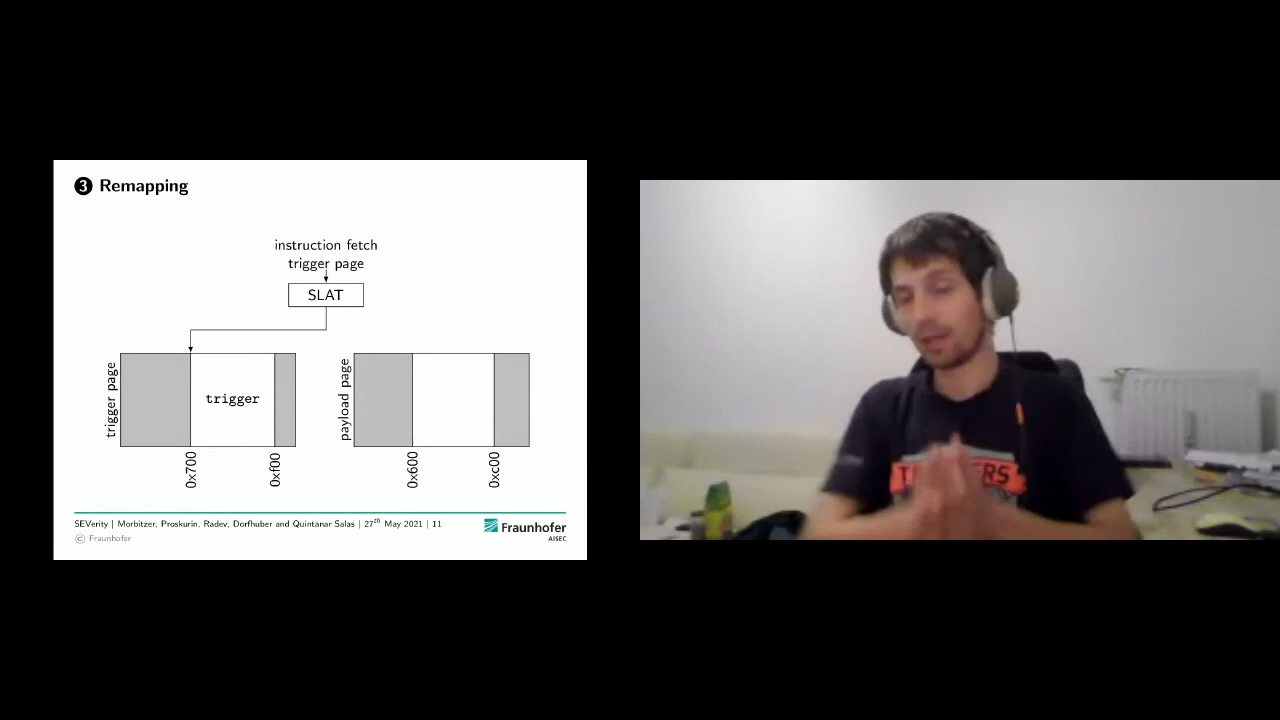 3 Remapping
instruction fetch
trigger page
SLAT
trigger page
trigger
payload page
0x700
0xf00
0x600
0xc00
SEVerity | Morbitzer, Proskurin, Radev, Dorfhuber and Quintanar Salas | 27th May 2021 | 11
© Fraunhofer
Fraunhofer
AISEC